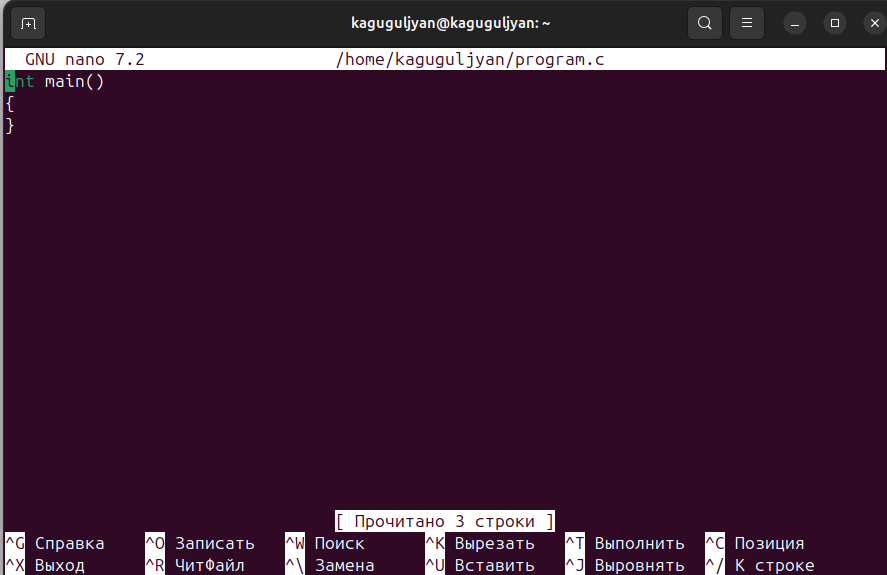 kaguguljyan@kaguguljyan: ~
GNU nano 7.2 /home/kaguguljyan/program.c
int main()
{
}
[ Прочитано 3 строки ]
^G Справка ^O Записать ^W Поиск ^K Вырезать ^T Выполнить ^C Позиция
^X Выход ^R ЧитФайл ^\ Замена ^U Вставить ^J Выровнять ^/ К строке